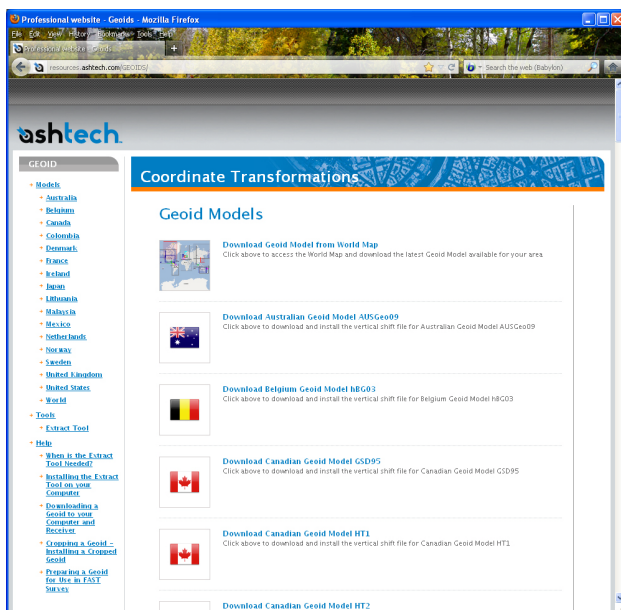 Professional website - Geoids - Mozilla Firefox
File Edit View History Bookmarks Tools Help
Professional website - Geoids
+
resources.ashtech.com/GEOIDS/
Search the web (Babylon)
ashtech.
GEOID
Models
Australia
Belgium
Canada
Colombia
Denmark
France
Ireland
Japan
Lithuania
Malaysia
Mexico
Netherlands
Norway
Sweden
United Kingdom
United States
World
Tools
Extract Tool
Help
When is the Extract
Tool Needed?
Installing the Extract
Tool on your
Computer
Downloading a
Geoid to your
Computer and
Receiver
Cropping a Geoid –
Installing a Cropped
Geoid
Preparing a Geoid
for Use in FAST
Survey
Coordinate Transformations
Geoid Models
Download Geoid Model from World Map
Click above to access the World Map and download the latest Geoid Model available for your area
Download Australian Geoid Model AUSGeo09
Click above to download and install the vertical shift file for Australian Geoid Model AUSGeo09
Download Belgium Geoid Model hBG03
Click above to download and install the vertical shift file for Belgium Geoid Model hBG03
Download Canadian Geoid Model GSD95
Click above to download and install the vertical shift file for Canadian Geoid Model GSD95
Download Canadian Geoid Model HT1
Click above to download and install the vertical shift file for Canadian Geoid Model HT1
Download Canadian Geoid Model HT2